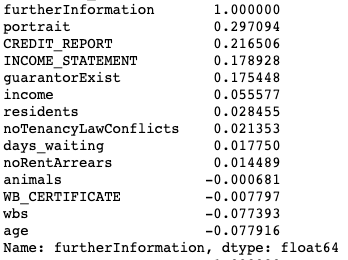 furtherInformation 1.000000
portrait 0.297094
CREDIT_REPORT 0.216506
INCOME_STATEMENT 0.178928
guarantorExist 0.175448
income 0.055577
residents 0.028455
noTenancyLawConflicts 0.021353
days_waiting 0.017750
noRentArrears 0.014489
animals -0.000681
WB_CERTIFICATE -0.007797
wbs -0.077393
age -0.077916
Name: furtherInformation, dtype: float64